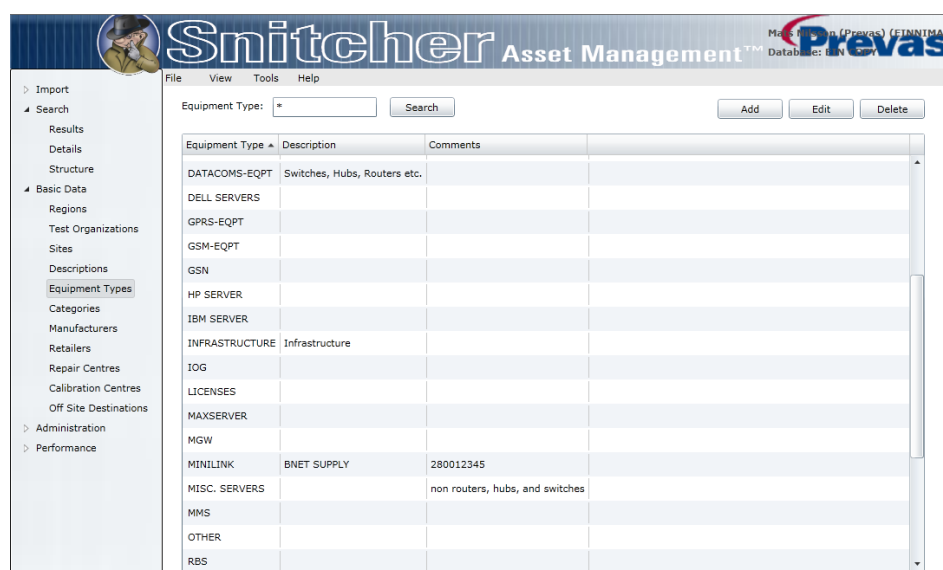 Snitcher Asset Management™
Prevas
(Prevas) (FINNIMA
Database:
File View Tools Help
Import
Search
Results
Details
Structure
Basic Data
Regions
Test Organizations
Sites
Descriptions
Equipment Types
Categories
Manufacturers
Retailers
Repair Centres
Calibration Centres
Off Site Destinations
Administration
Performance
Equipment Type: * Search Add Edit Delete
Equipment Type Description Comments
DATACOMS-EQPT Switches, Hubs, Routers etc.
DELL SERVERS
GPRS-EQPT
GSM-EQPT
GSN
HP SERVER
IBM SERVER
INFRASTRUCTURE Infrastructure
IOG
LICENSES
MAXSERVER
MGW
MINILINK BNET SUPPLY 280012345
MISC. SERVERS non routers, hubs, and switches
MMS
OTHER
RBS